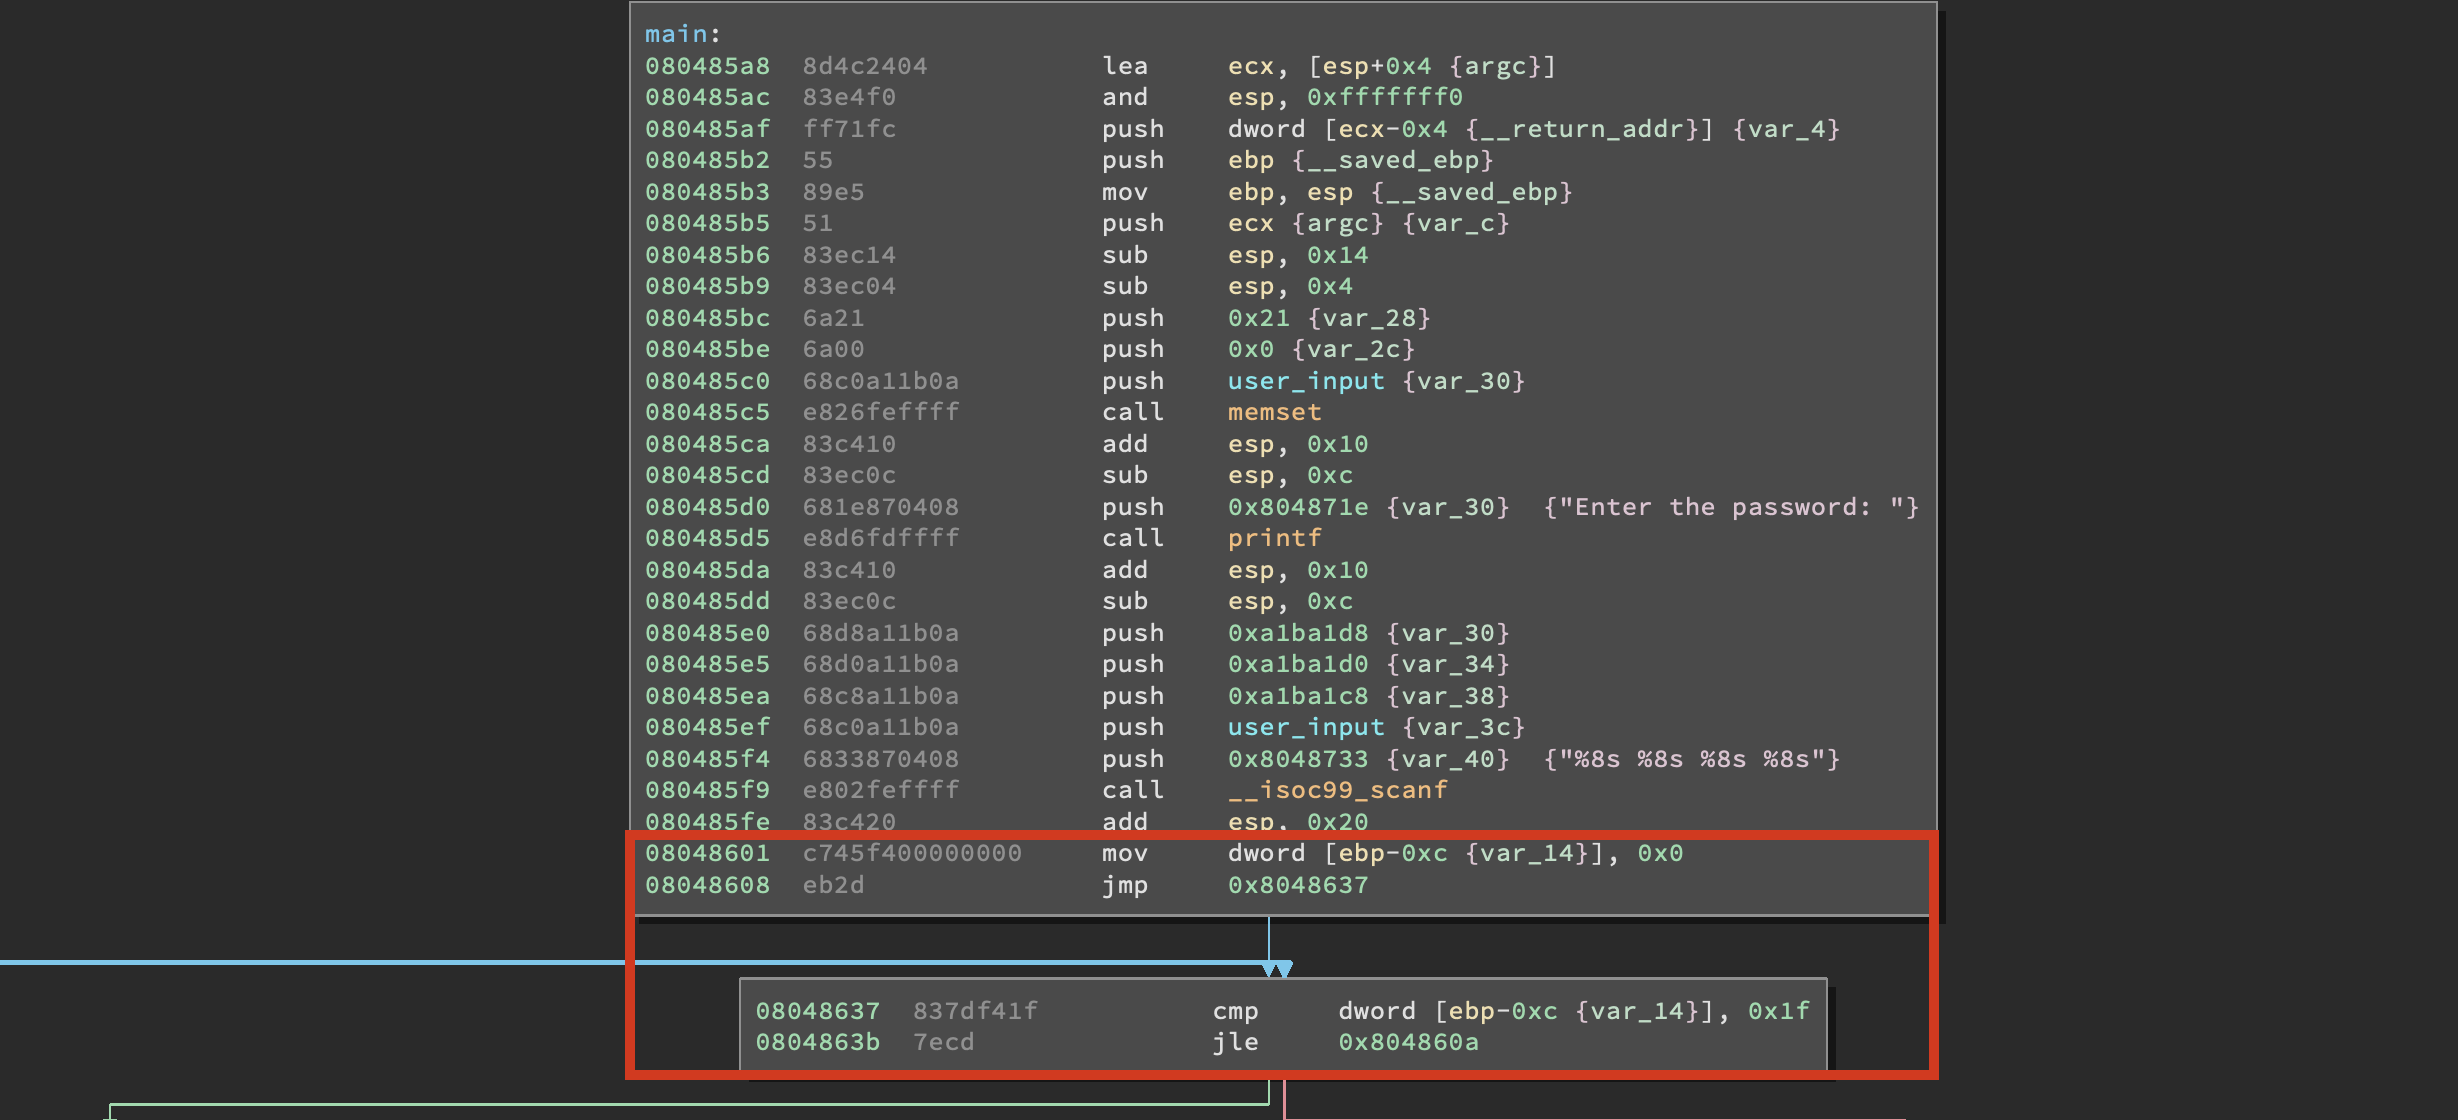 main:
080485a8 8d4c2404 lea ecx, [esp+0x4 {argc}]
080485ac 83e4f0 and esp, 0xfffffff0
080485af ff71fc push dword [ecx-0x4 {__return_addr}] {var_4}
080485b2 55 push ebp {__saved_ebp}
080485b3 89e5 mov ebp, esp {__saved_ebp}
080485b5 51 push ecx {argc} {var_c}
080485b6 83ec14 sub esp, 0x14
080485b9 83ec04 sub esp, 0x4
080485bc 6a21 push 0x21 {var_28}
080485be 6a00 push 0x0 {var_2c}
080485c0 68c0a11b0a push user_input {var_30}
080485c5 e826feffff call memset
080485ca 83c410 add esp, 0x10
080485cd 83ec0c sub esp, 0xc
080485d0 681e870408 push 0x804871e {var_30} {"Enter the password: "}
080485d5 e8d6fdffff call printf
080485da 83c410 add esp, 0x10
080485dd 83ec0c sub esp, 0xc
080485e0 68d8a11b0a push 0xa1ba1d8 {var_30}
080485e5 68d0a11b0a push 0xa1ba1d0 {var_34}
080485ea 68c8a11b0a push 0xa1ba1c8 {var_38}
080485ef 68c0a11b0a push user_input {var_3c}
080485f4 6833870408 push 0x8048733 {var_40} {"%8s %8s %8s %8s"}
080485f9 e802feffff call __isoc99_scanf
080485fe 83c420 add esp, 0x20
08048601 c745f400000000 mov dword [ebp-0xc {var_14}], 0x0
08048608 eb2d jmp 0x8048637
08048637 837df41f cmp dword [ebp-0xc {var_14}], 0x1f
0804863b 7ecd jle 0x804860a